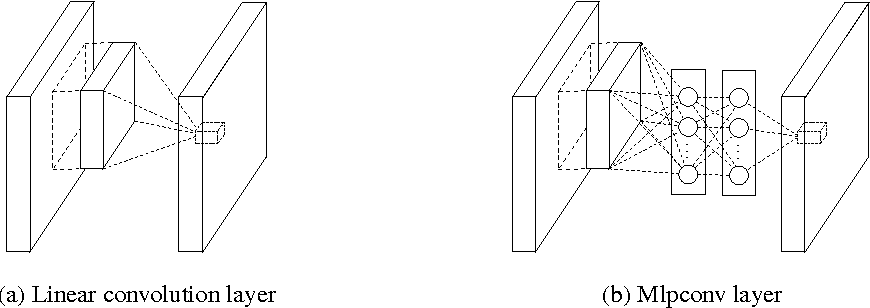 (a) Linear convolution layer
(b) Mlpconv layer